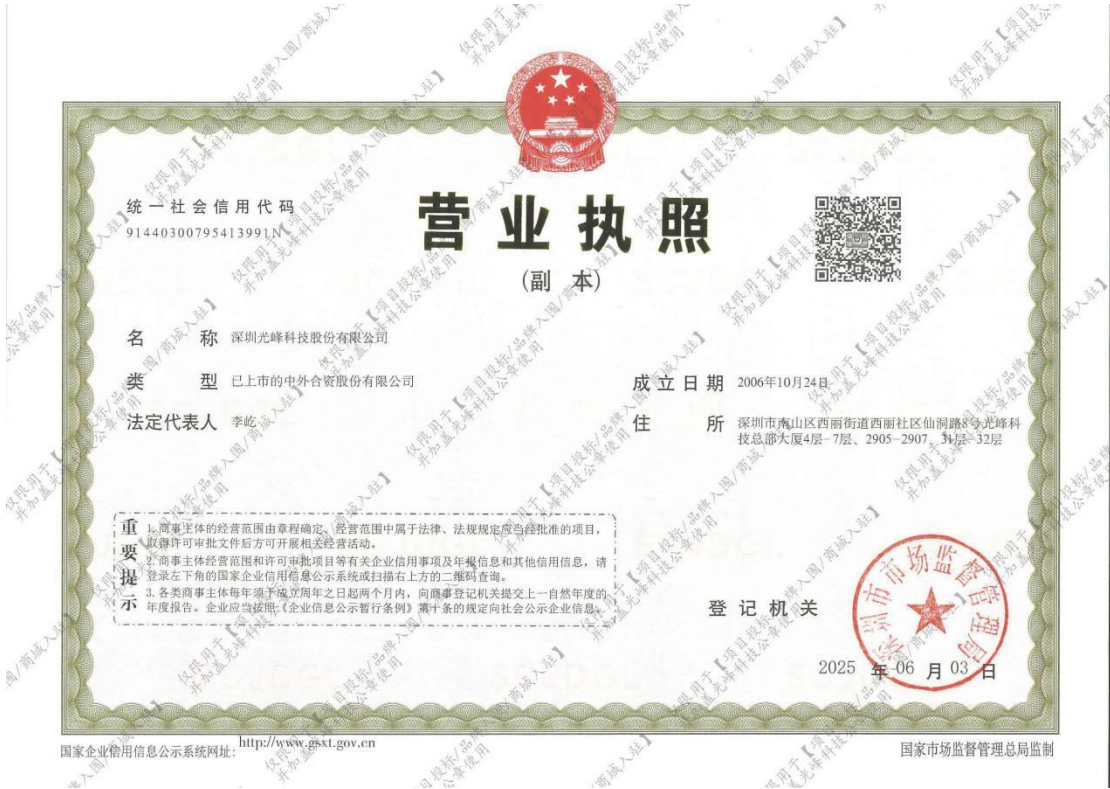 统一社会信用代码
91440300795413991N
营业执照
(副 本)
名 称 深圳光峰科技股份有限公司
类 型 已上市的中外合资股份有限公司
法定代表人 李屹
成立日期 2006年10月24日
住 所 深圳市南山区西丽街道西丽社区仙洞路8号光峰科
技总部大厦4层-7层、2905-2907、31层-32层
重要提示
1. 商事主体的经营范围由章程确定。经营范围中属于法律、法规规定应当经批准的项目,
取得许可审批文件后方可开展相关经营活动。
2. 商事主体经营范围和许可审批项目等有关企业信用事项及年报信息和其他信用信息,请
登录左下角的国家企业信用信息公示系统或扫描右上方的二维码查询。
3. 各类商事主体每年须于成立周年之日起两个月内,向商事登记机关提交上一自然年度的
年度报告。企业应当按照《企业信息公示暂行条例》第十条的规定向社会公示企业信息。
登记机关
深圳市市场监督管理局
2025 年 06 月 03 日
国家企业信用信息公示系统网址: http://www.gsxt.gov.cn
国家市场监督管理总局监制
仅限用于【项目投标/品牌入围/商城入驻】
并加盖光峰科技公章使用